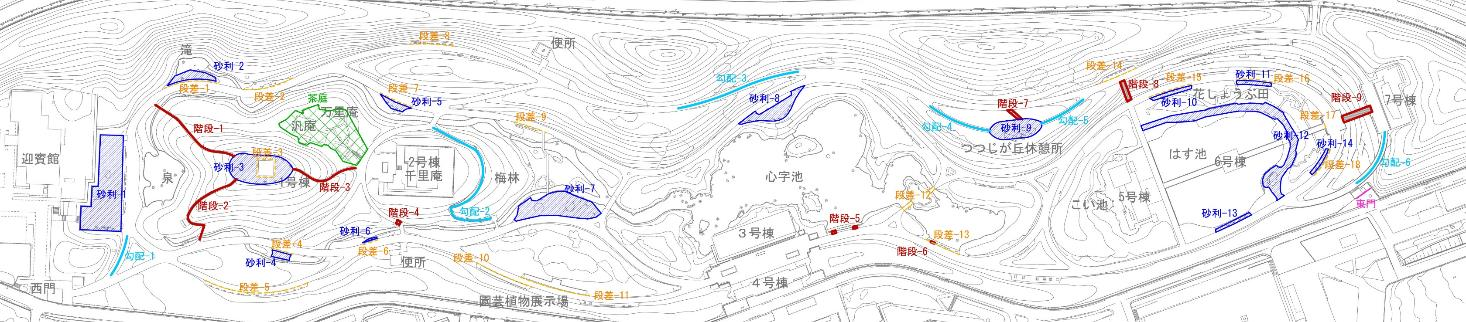 滝
砂利-2
段差-1
段差-2
段差-8
便所
茶庭
万里庵
汎庵
段差-7
砂利-5
段差-9
階段-1
迎賓館
砂利-1
泉
砂利-3
段差-3
1号棟
階段-3
階段-2
2号棟
千里庵
梅林
勾配-2
砂利-7
階段-4
砂利-6
段差-6
便所
段差-4
砂利-4
段差-5
勾配-1
西門
段差-10
段差-11
園芸植物展示場
勾配-3
砂利-8
心字池
3号棟
4号棟
階段-5
階段-6
段差-12
段差-13
勾配-4
階段-7
砂利-9
勾配-5
つつじが丘休憩所
段差-14
階段-8
段差-15
砂利-10
花しょうぶ田
砂利-11
段差-16
段差-17
階段-9
7号棟
砂利-12
砂利-14
段差-18
勾配-6
はす池
6号棟
こい池
5号棟
砂利-13
東門